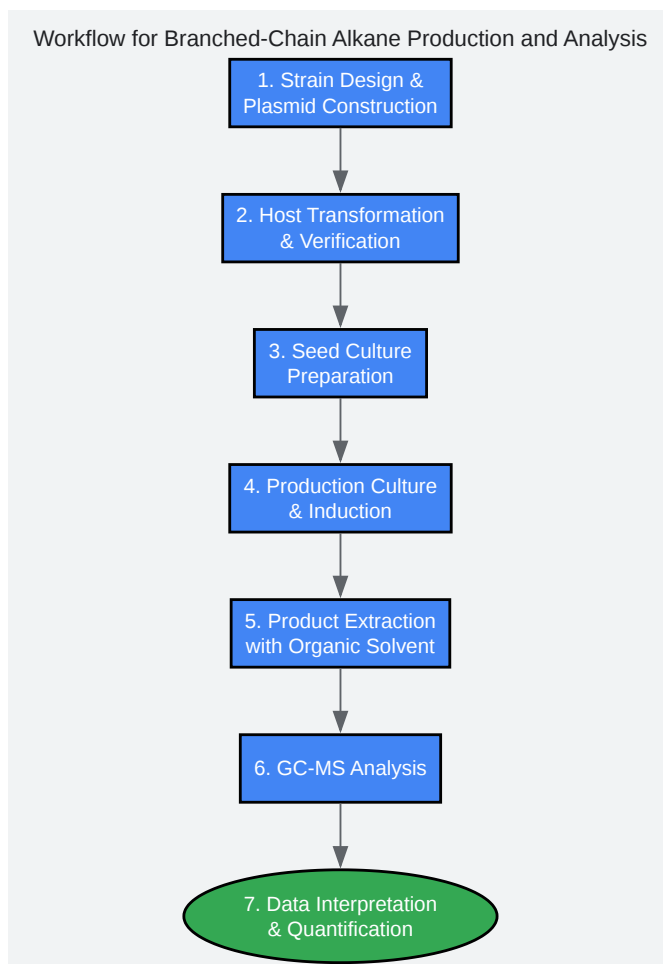 Workflow for Branched-Chain Alkane Production and Analysis
1. Strain Design &
Plasmid Construction
2. Host Transformation
& Verification
3. Seed Culture
Preparation
4. Production Culture
& Induction
5. Product Extraction
with Organic Solvent
6. GC-MS Analysis
7. Data Interpretation
& Quantification